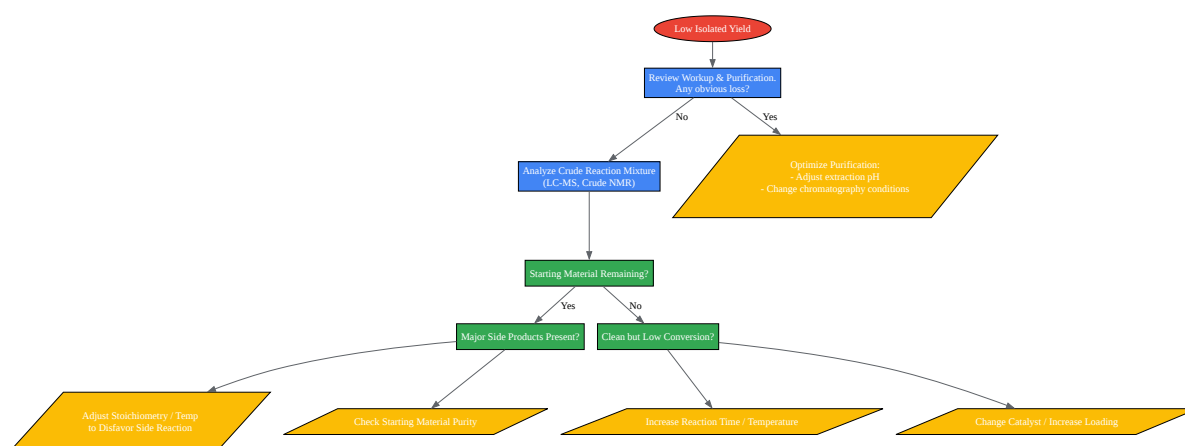 Low Isolated Yield
Review Workup & Purification.
Any obvious loss?
No
Yes
Optimize Purification:
- Adjust extraction pH
- Change chromatography conditions
Analyze Crude Reaction Mixture
(LC-MS, Crude NMR)
Starting Material Remaining?
Yes
No
Major Side Products Present?
Clean but Low Conversion?
Adjust Stoichiometry / Temp
to Disfavor Side Reaction
Check Starting Material Purity
Increase Reaction Time / Temperature
Change Catalyst / Increase Loading